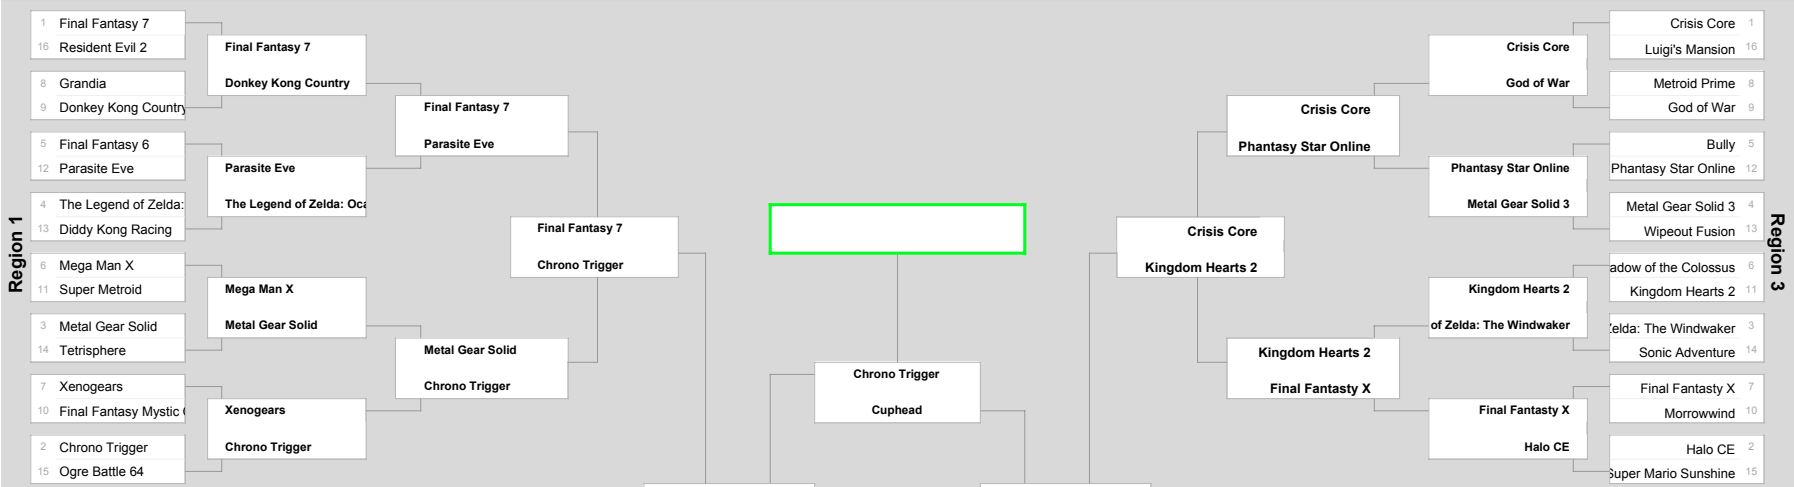 Region 1
1 Final Fantasy 7
16 Resident Evil 2
8 Grandia
9 Donkey Kong Country
5 Final Fantasy 6
12 Parasite Eve
4 The Legend of Zelda:
13 Diddy Kong Racing
6 Mega Man X
11 Super Metroid
3 Metal Gear Solid
14 Tetrisphere
7 Xenogears
10 Final Fantasy Mystic
2 Chrono Trigger
15 Ogre Battle 64
Final Fantasy 7
Donkey Kong Country
Parasite Eve
The Legend of Zelda: Oca
Mega Man X
Metal Gear Solid
Xenogears
Chrono Trigger
Final Fantasy 7
Parasite Eve
Metal Gear Solid
Chrono Trigger
Final Fantasy 7
Chrono Trigger
Chrono Trigger
Cuphead
Crisis Core
Kingdom Hearts 2
Crisis Core
Phantasy Star Online
Kingdom Hearts 2
Final Fantasty X
Crisis Core
God of War
Phantasy Star Online
Metal Gear Solid 3
Kingdom Hearts 2
of Zelda: The Windwaker
Final Fantasty X
Halo CE
Crisis Core 1
Luigi's Mansion 16
Metroid Prime 8
God of War 9
Bully 5
Phantasy Star Online 12
Metal Gear Solid 3 4
Wipeout Fusion 13
adow of the Colossus 6
Kingdom Hearts 2 11
Zelda: The Windwaker 3
Sonic Adventure 14
Final Fantasty X 7
Morrowwind 10
Halo CE 2
Super Mario Sunshine 15
Region 3